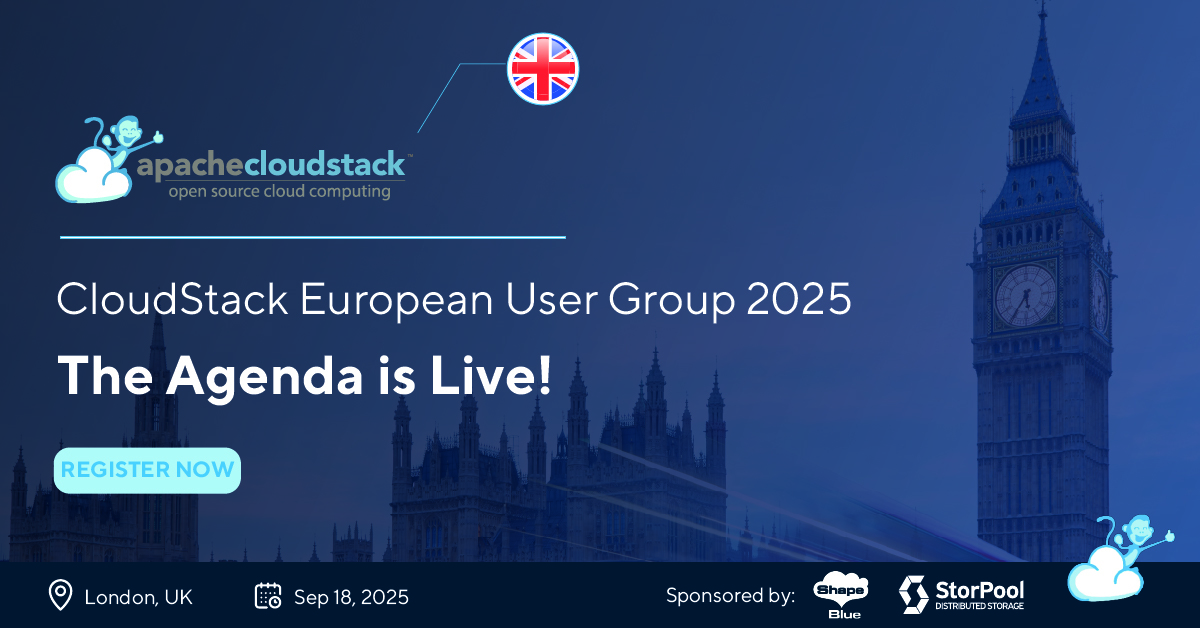 apachecloudstack™
open source cloud computing
CloudStack European User Group 2025
The Agenda is Live!
REGISTER NOW
London, UK
Sep 18, 2025
Sponsored by:
Shape
Blue
StorPool
DISTRIBUTED STORAGE